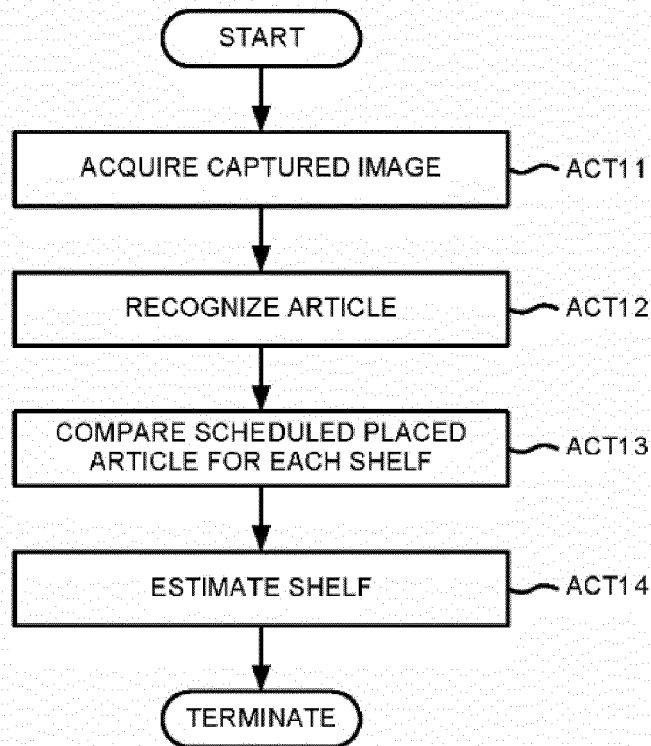 START
ACQUIRE CAPTURED IMAGE
ACT11
RECOGNIZE ARTICLE
ACT12
COMPARE SCHEDULED PLACED
ARTICLE FOR EACH SHELF
ACT13
ESTIMATE SHELF
ACT14
TERMINATE